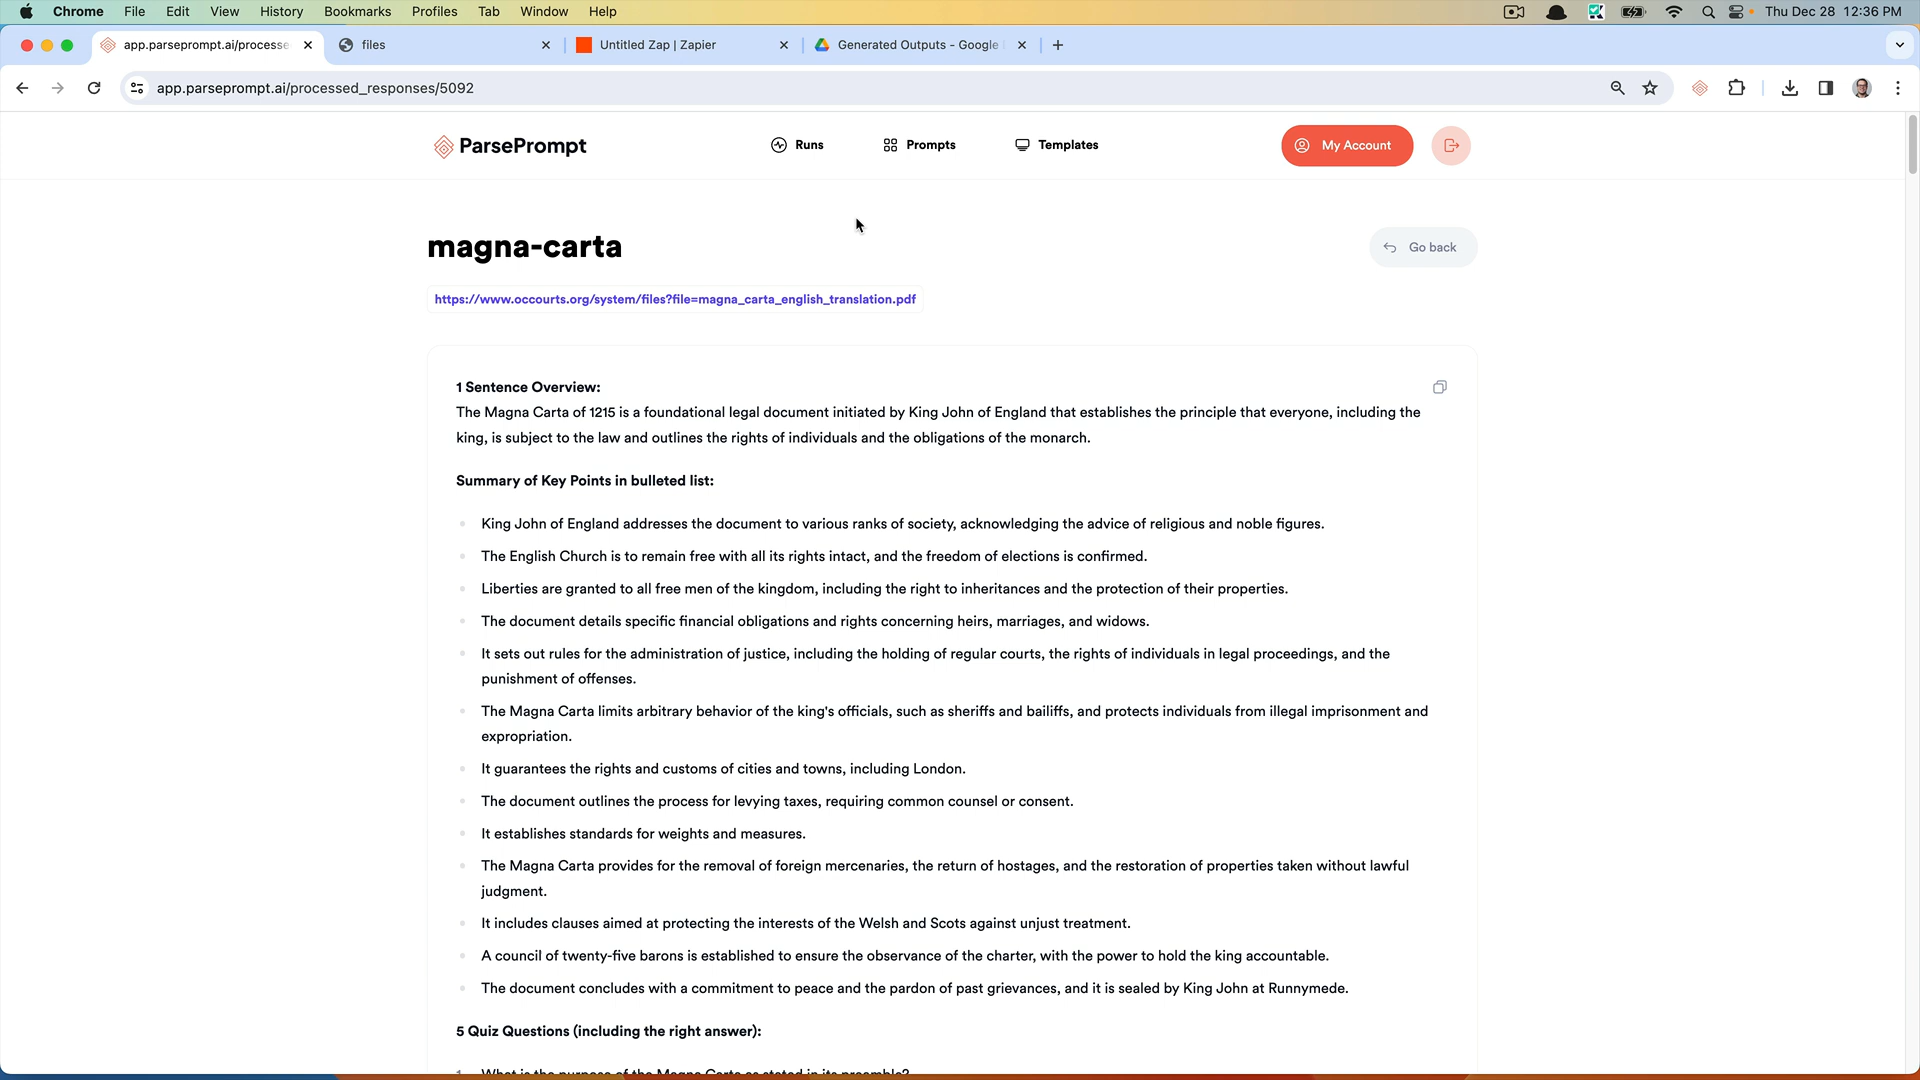 Chrome File Edit View History Bookmarks Profiles Tab Window Help Thu Dec 28 12:36 PM
app.parseprompt.ai/processe files Untitled Zap | Zapier Generated Outputs - Google
app.parseprompt.ai/processed_responses/5092
ParsePrompt Runs Prompts Templates My Account
magna-carta
Go back
https://www.occourts.org/system/files?file=magna_carta_english_translation.pdf
1 Sentence Overview:
The Magna Carta of 1215 is a foundational legal document initiated by King John of England that establishes the principle that everyone, including the
king, is subject to the law and outlines the rights of individuals and the obligations of the monarch.
Summary of Key Points in bulleted list:
King John of England addresses the document to various ranks of society, acknowledging the advice of religious and noble figures.
The English Church is to remain free with all its rights intact, and the freedom of elections is confirmed.
Liberties are granted to all free men of the kingdom, including the right to inheritances and the protection of their properties.
The document details specific financial obligations and rights concerning heirs, marriages, and widows.
It sets out rules for the administration of justice, including the holding of regular courts, the rights of individuals in legal proceedings, and the
punishment of offenses.
The Magna Carta limits arbitrary behavior of the king's officials, such as sheriffs and bailiffs, and protects individuals from illegal imprisonment and
expropriation.
It guarantees the rights and customs of cities and towns, including London.
The document outlines the process for levying taxes, requiring common counsel or consent.
It establishes standards for weights and measures.
The Magna Carta provides for the removal of foreign mercenaries, the return of hostages, and the restoration of properties taken without lawful
judgment.
It includes clauses aimed at protecting the interests of the Welsh and Scots against unjust treatment.
A council of twenty-five barons is established to ensure the observance of the charter, with the power to hold the king accountable.
The document concludes with a commitment to peace and the pardon of past grievances, and it is sealed by King John at Runnymede.
5 Quiz Questions (including the right answer):
1. What is the purpose of the Magna Carta as stated in its preamble?